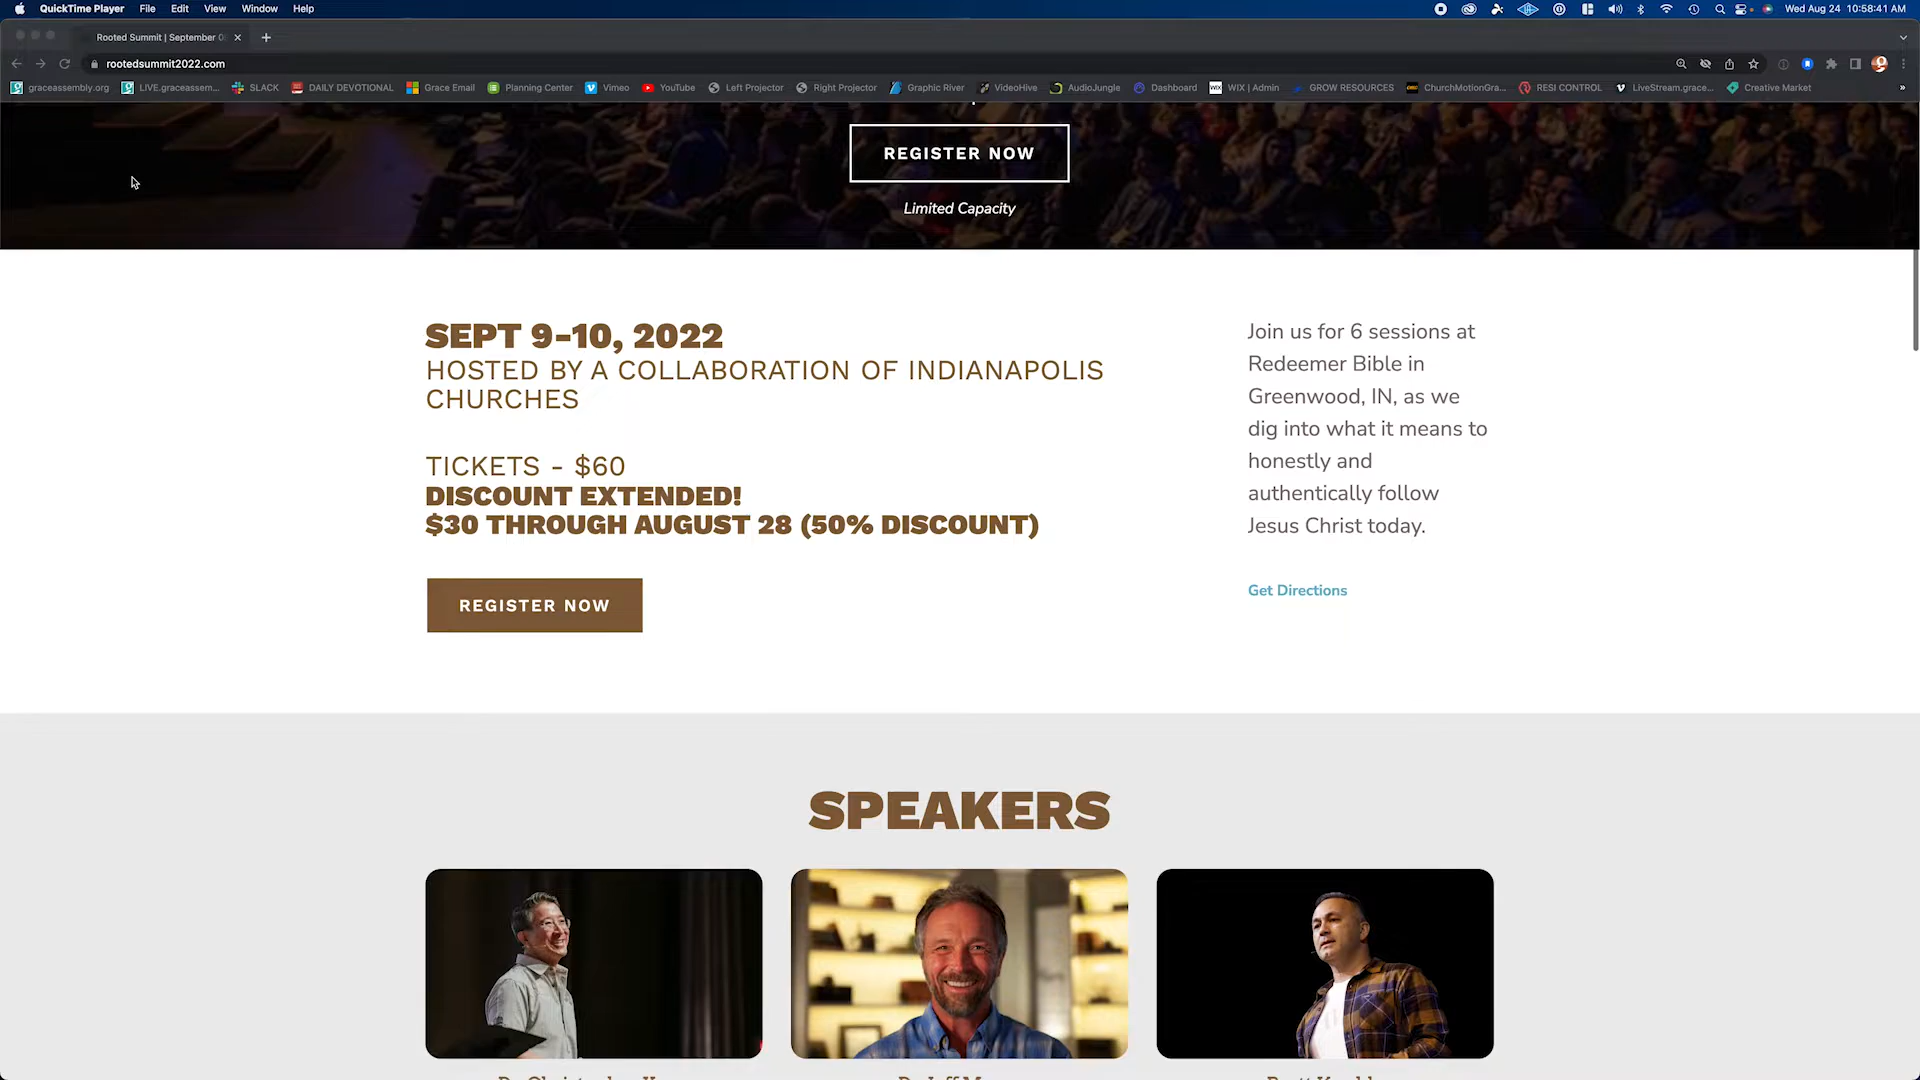 QuickTime Player File Edit View Window Help
Wed Aug 24 10:58:41 AM
Rooted Summit | September 0
rootedsummit2022.com
graceassembly.org LIVE.graceassem... SLACK DAILY DEVOTIONAL Grace Email Planning Center Vimeo YouTube Left Projector Right Projector Graphic River VideoHive AudioJungle Dashboard WIX | Admin GROW RESOURCES ChurchMotionGra... RESI CONTROL LiveStream.grace... Creative Market
REGISTER NOW
Limited Capacity
SEPT 9-10, 2022
HOSTED BY A COLLABORATION OF INDIANAPOLIS
CHURCHES
TICKETS - $60
DISCOUNT EXTENDED!
$30 THROUGH AUGUST 28 (50% DISCOUNT)
REGISTER NOW
Join us for 6 sessions at
Redeemer Bible in
Greenwood, IN, as we
dig into what it means to
honestly and
authentically follow
Jesus Christ today.
Get Directions
SPEAKERS